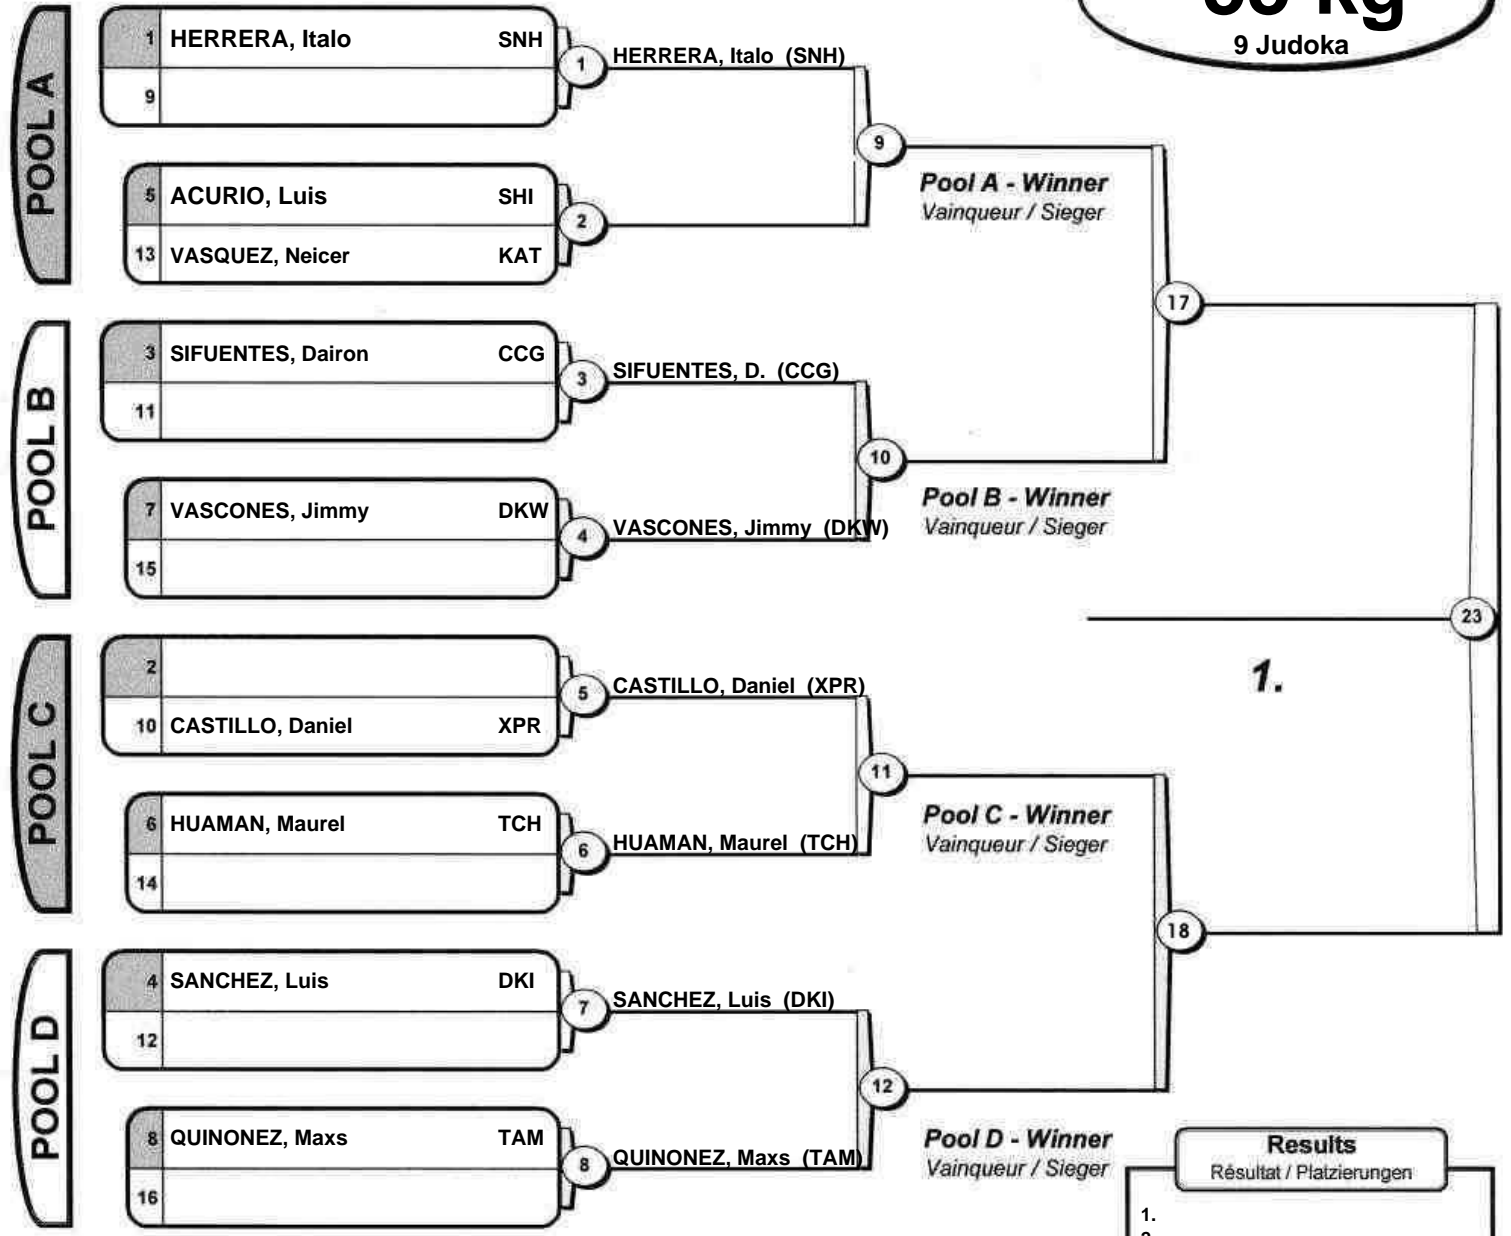 kg
9 Judoka
POOL A
1 HERRERA, Italo SNH
9
1
HERRERA, Italo (SNH)
5 ACURIO, Luis SHI
13 VASQUEZ, Neicer KAT
2
9
Pool A - Winner
Vainqueur / Sieger
POOL B
3 SIFUENTES, Dairon CCG
11
3
SIFUENTES, D. (CCG)
7 VASCONES, Jimmy DKW
15
4
VASCONES, Jimmy (DKW)
10
Pool B - Winner
Vainqueur / Sieger
17
POOL C
2
10 CASTILLO, Daniel XPR
5
CASTILLO, Daniel (XPR)
6 HUAMAN, Maurel TCH
14
6
HUAMAN, Maurel (TCH)
11
Pool C - Winner
Vainqueur / Sieger
POOL D
4 SANCHEZ, Luis DKI
12
7
SANCHEZ, Luis (DKI)
8 QUINONEZ, Maxs TAM
16
8
QUINONEZ, Maxs (TAM)
12
Pool D - Winner
Vainqueur / Sieger
18
23
1.
Results
Résultat / Platzierungen
1.